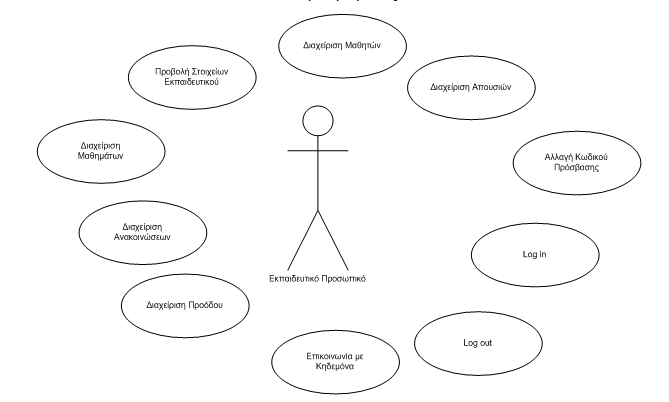 Διαχείριση Μαθητών
Προβολή Στοιχείων
Εκπαιδευτικού
Διαχείριση Απουσιών
Διαχείριση
Μαθημάτων
Αλλαγή Κωδικού
Πρόσβασης
Διαχείριση
Ανακοινώσεων
Log in
Εκπαιδευτικό Προσωπικό
Διαχείριση Προόδου
Log out
Επικοινωνία με
Κηδεμόνα